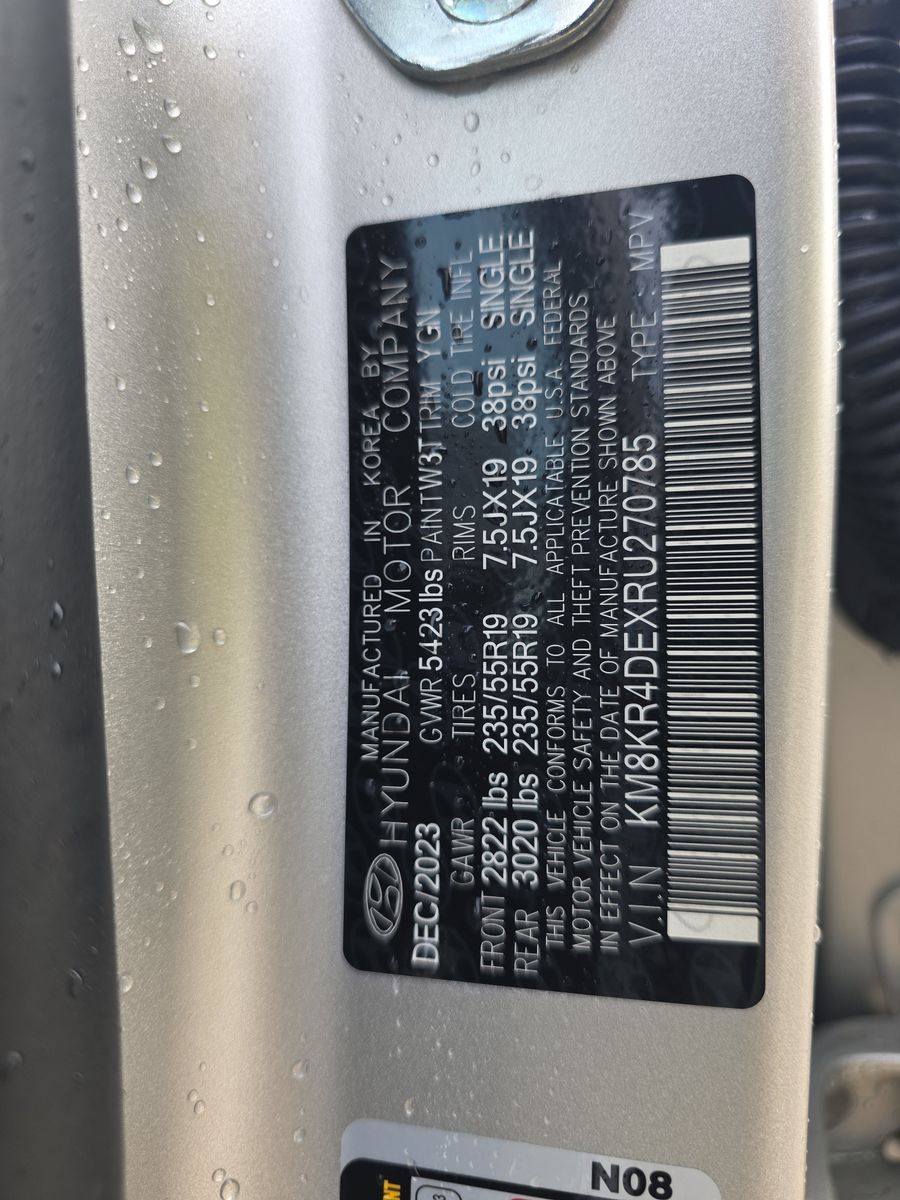 MANUFACTURED IN KOREA BY
HYUNDAI MOTOR COMPANY
DEC/2023 GVWR 5423lbs PAINT W3T TRIM YGN
GAWR TIRES RIMS COLD TIRE INFL
FRONT 2822 lbs 235/55R19 7.5JX19 38psi SINGLE
REAR 3020 lbs 235/55R19 7.5JX19 38psi SINGLE
THIS VEHICLE CONFORMS TO ALL APPLICATABLE U.S.A. FEDERAL
MOTOR VEHICLE SAFETY AND THEFT PREVENTION STANDARDS
IN EFFECT ON THE DATE OF MANUFACTURE SHOWN ABOVE
VIN KM8KR4DEXRU270785 TYPE MPV
N08